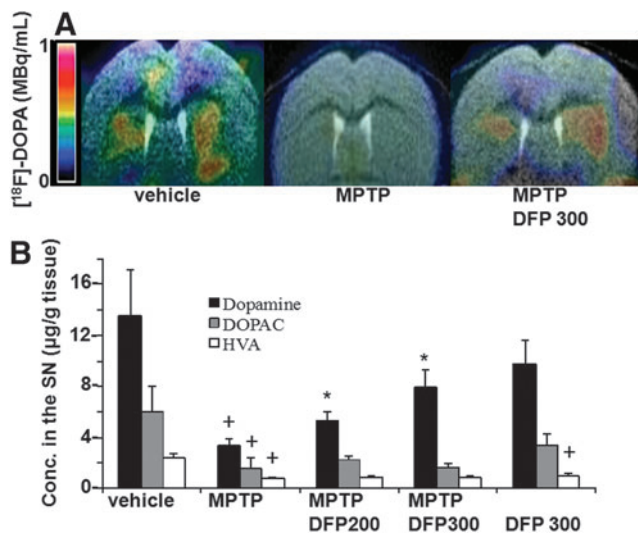 A
[18F]-DOPA (MBq/mL)
1
0
vehicle
MPTP
MPTP
DFP 300
B
Conc. in the SN (µg/g tissue)
16
12
8
4
0
Dopamine
DOPAC
HVA
+
+
+
*
*
+
vehicle
MPTP
MPTP
DFP200
MPTP
DFP300
DFP 300